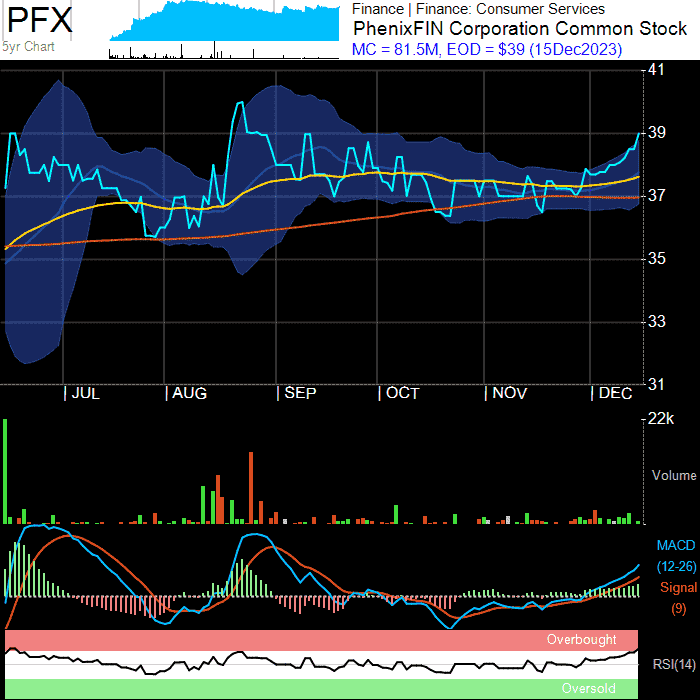 PFX
5yr Chart
Finance | Finance: Consumer Services
PhenixFIN Corporation Common Stock
MC = 81.5M, EOD = $39 (15Dec2023)
41
39
37
35
33
31
| JUL | AUG | SEP | OCT | NOV | DEC
22k
Volume
MACD
(12-26)
Signal
(9)
Overbought
RSI(14)
Oversold